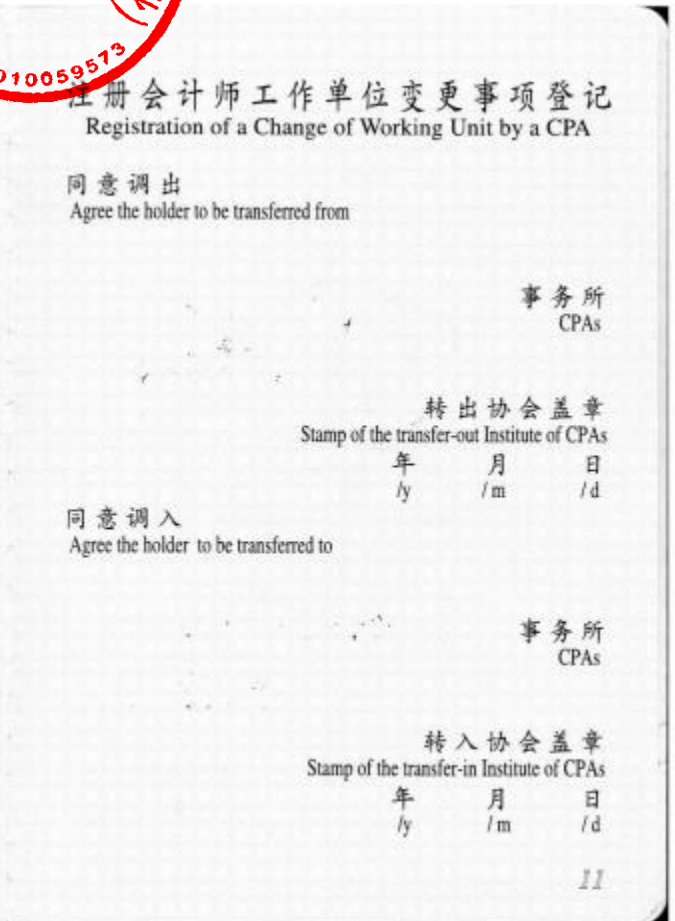 010059573
注册会计师工作单位变更事项登记
Registration of a Change of Working Unit by a CPA
同意调出
Agree the holder to be transferred from
事务所
CPAs
转出协会盖章
Stamp of the transfer-out Institute of CPAs
年 月 日
/y /m /d
同意调入
Agree the holder to be transferred to
事务所
CPAs
转入协会盖章
Stamp of the transfer-in Institute of CPAs
年 月 日
/y /m /d
11